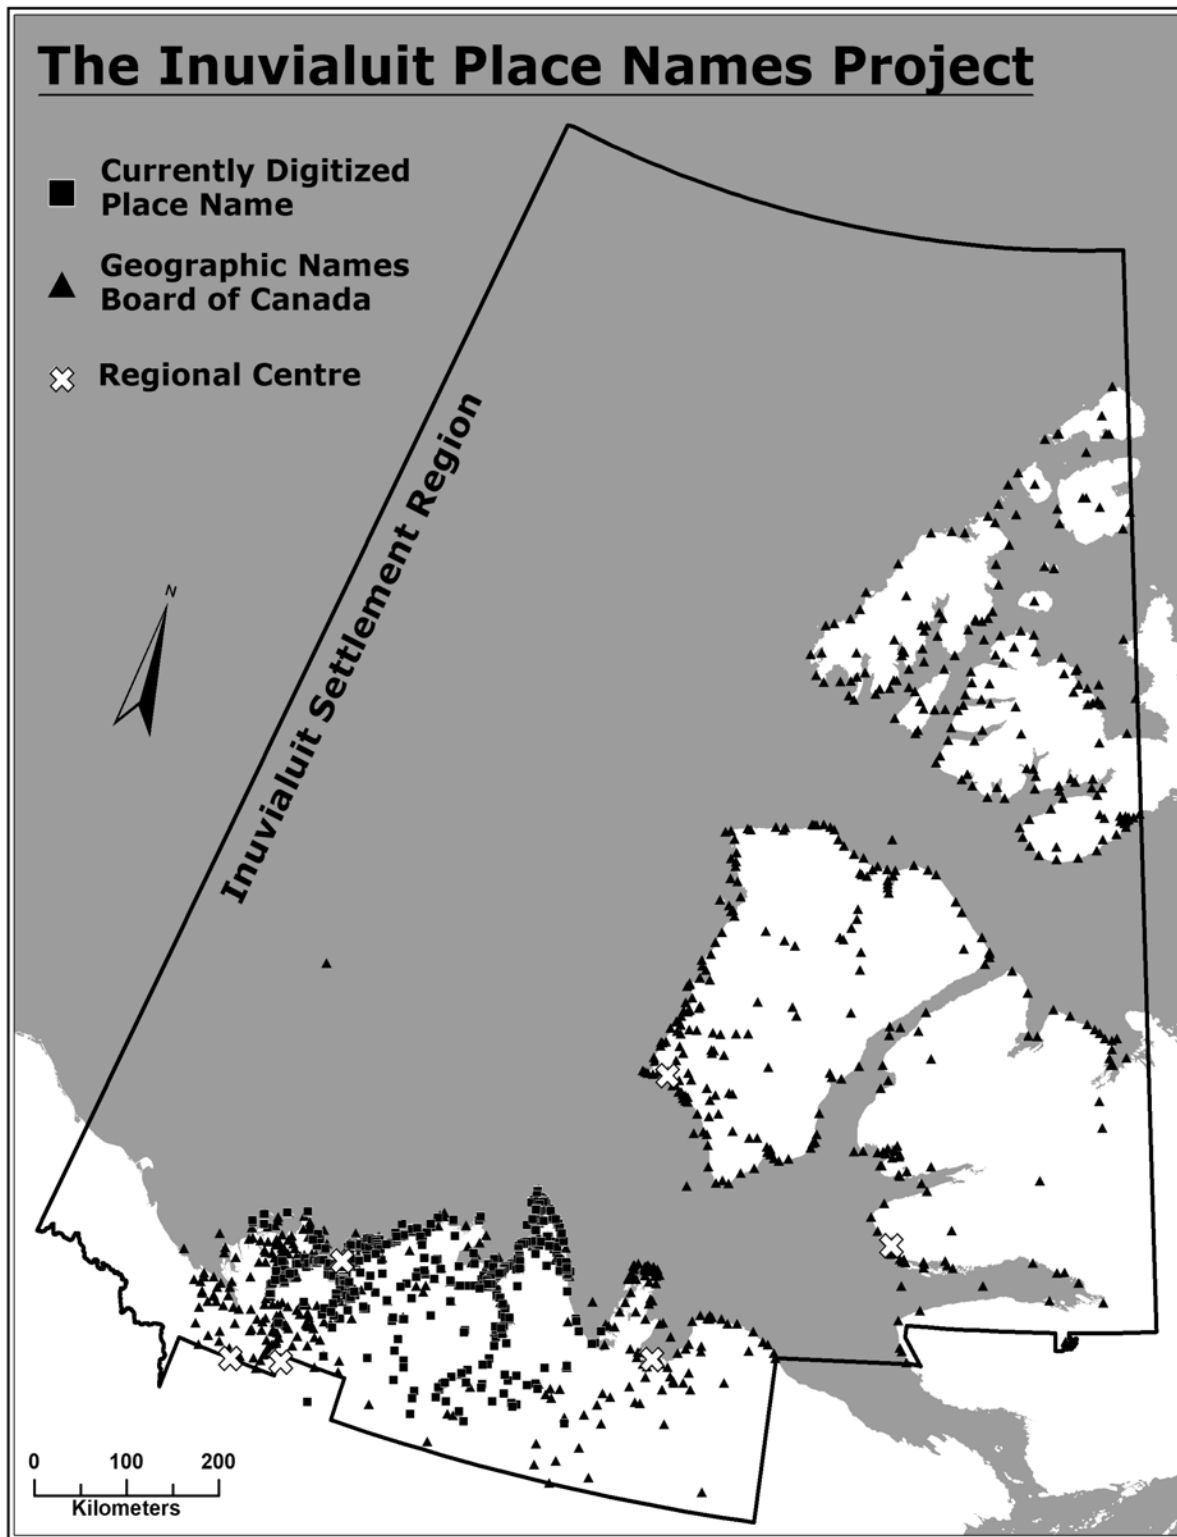 The Inuvialuit Place Names Project
Currently Digitized
Place Name
Geographic Names
Board of Canada
Regional Centre
Inuvialuit Settlement Region
N
0 100 200
Kilometers